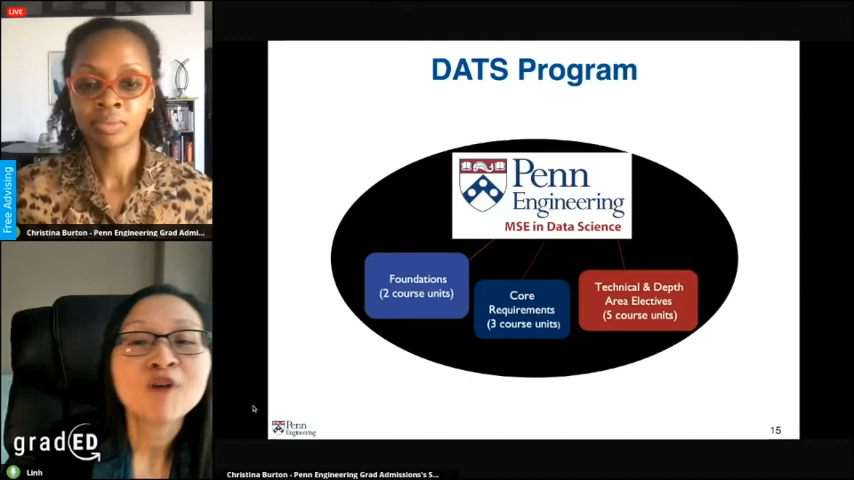 LIVE
Free Advising
Christina Burton - Penn Engineering Grad Admi...
gradED
Linh
DATS Program
Penn
Engineering
MSE in Data Science
Foundations
(2 course units)
Core
Requirements
(3 course units)
Technical & Depth
Area Electives
(5 course units)
Penn
Engineering
15
Christina Burton - Penn Engineering Grad Admissions's S...